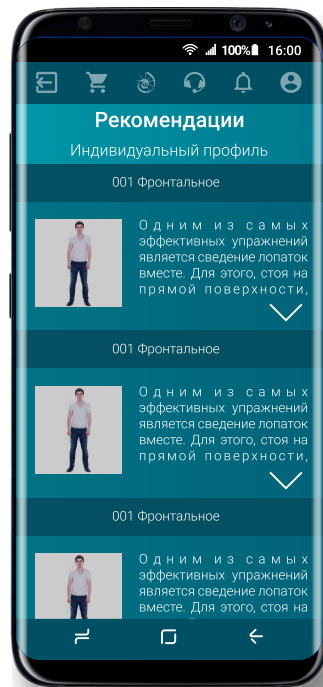 100% 16:00
Рекомендации
Индивидуальный профиль
001 Фронтальное
Одним из самых
эффективных упражнений
является сведение лопаток
вместе. Для этого, стоя на
прямой поверхности,
001 Фронтальное
Одним из самых
эффективных упражнений
является сведение лопаток
вместе. Для этого, стоя на
прямой поверхности,
001 Фронтальное
Одним из самых
эффективных упражнений
является сведение лопаток
вместе. Для этого, стоя на